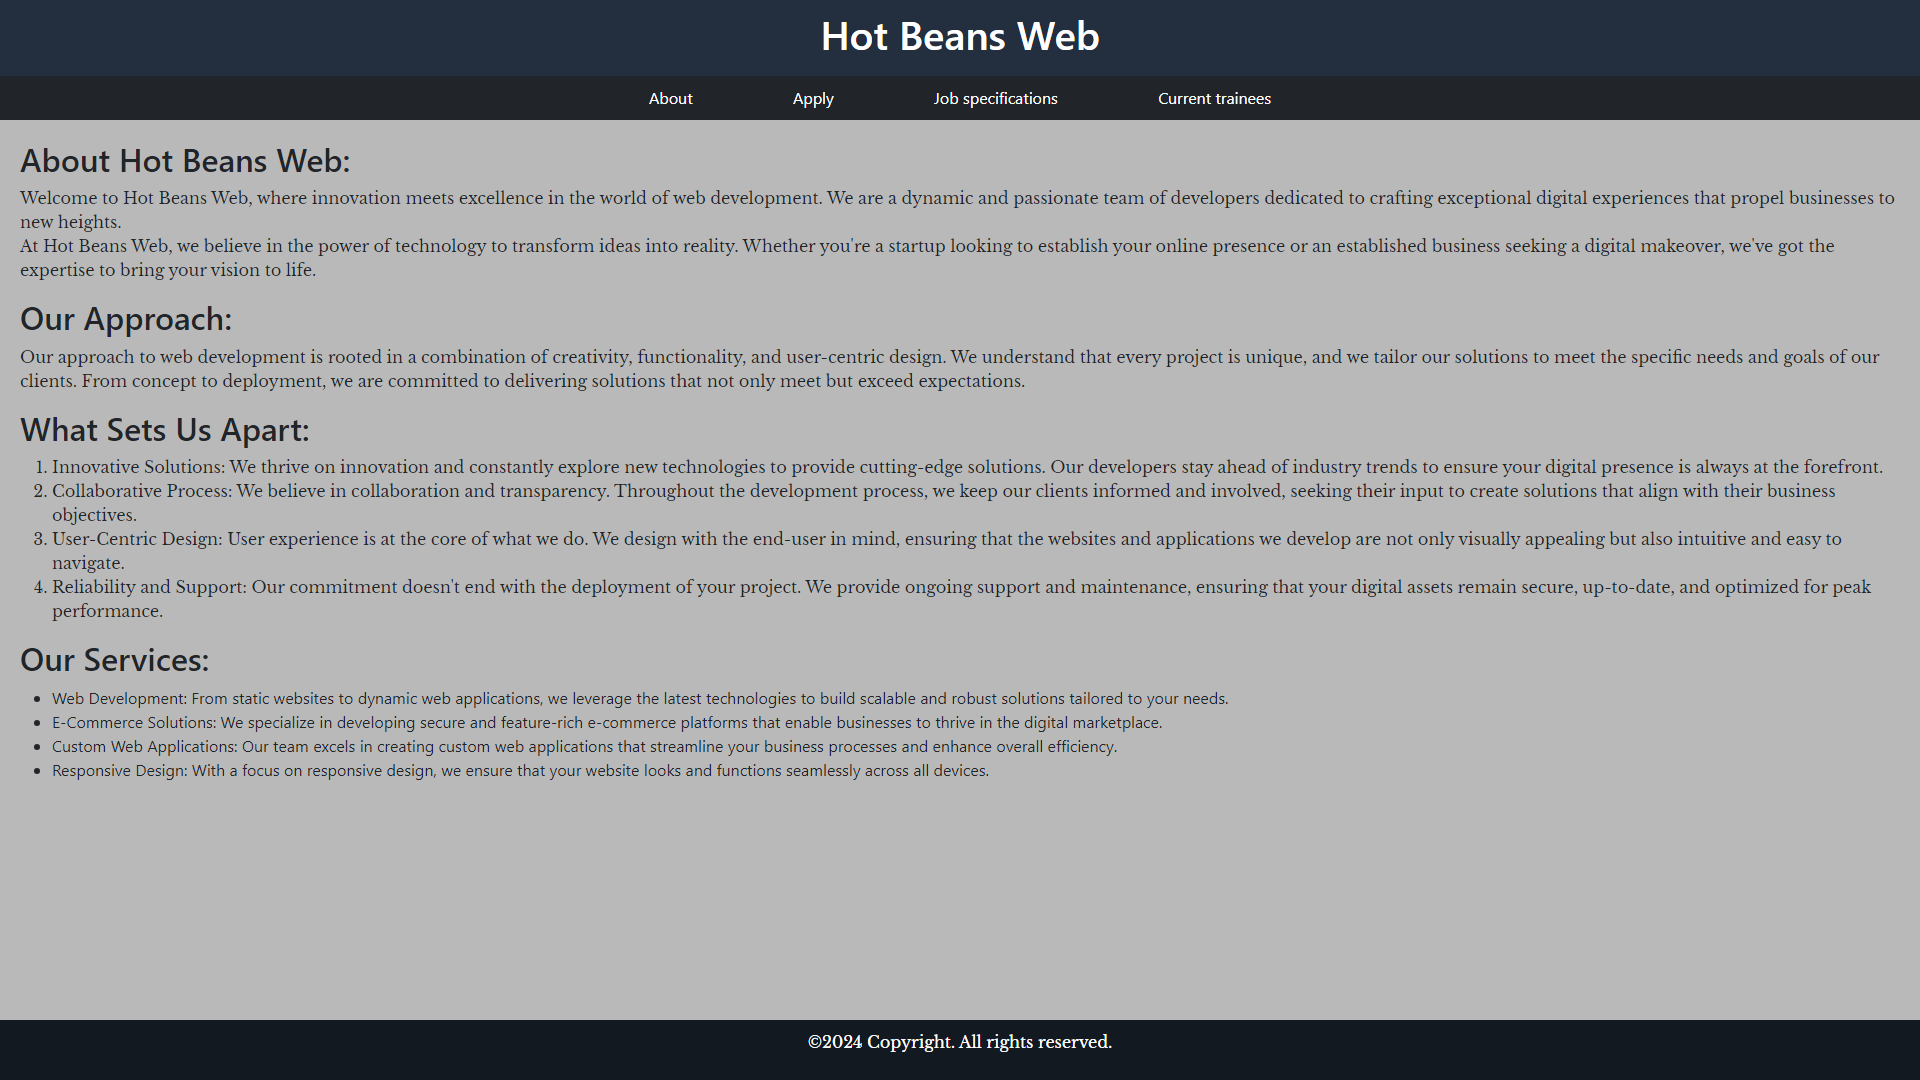 Hot Beans Web
About Apply Job specifications Current trainees
About Hot Beans Web:
Welcome to Hot Beans Web, where innovation meets excellence in the world of web development. We are a dynamic and passionate team of developers dedicated to crafting exceptional digital experiences that propel businesses to
new heights.
At Hot Beans Web, we believe in the power of technology to transform ideas into reality. Whether you're a startup looking to establish your online presence or an established business seeking a digital makeover, we've got the
expertise to bring your vision to life.
Our Approach:
Our approach to web development is rooted in a combination of creativity, functionality, and user-centric design. We understand that every project is unique, and we tailor our solutions to meet the specific needs and goals of our
clients. From concept to deployment, we are committed to delivering solutions that not only meet but exceed expectations.
What Sets Us Apart:
1. Innovative Solutions: We thrive on innovation and constantly explore new technologies to provide cutting-edge solutions. Our developers stay ahead of industry trends to ensure your digital presence is always at the forefront.
2. Collaborative Process: We believe in collaboration and transparency. Throughout the development process, we keep our clients informed and involved, seeking their input to create solutions that align with their business
objectives.
3. User-Centric Design: User experience is at the core of what we do. We design with the end-user in mind, ensuring that the websites and applications we develop are not only visually appealing but also intuitive and easy to
navigate.
4. Reliability and Support: Our commitment doesn't end with the deployment of your project. We provide ongoing support and maintenance, ensuring that your digital assets remain secure, up-to-date, and optimized for peak
performance.
Our Services:
• Web Development: From static websites to dynamic web applications, we leverage the latest technologies to build scalable and robust solutions tailored to your needs.
• E-Commerce Solutions: We specialize in developing secure and feature-rich e-commerce platforms that enable businesses to thrive in the digital marketplace.
• Custom Web Applications: Our team excels in creating custom web applications that streamline your business processes and enhance overall efficiency.
• Responsive Design: With a focus on responsive design, we ensure that your website looks and functions seamlessly across all devices.
©2024 Copyright. All rights reserved.